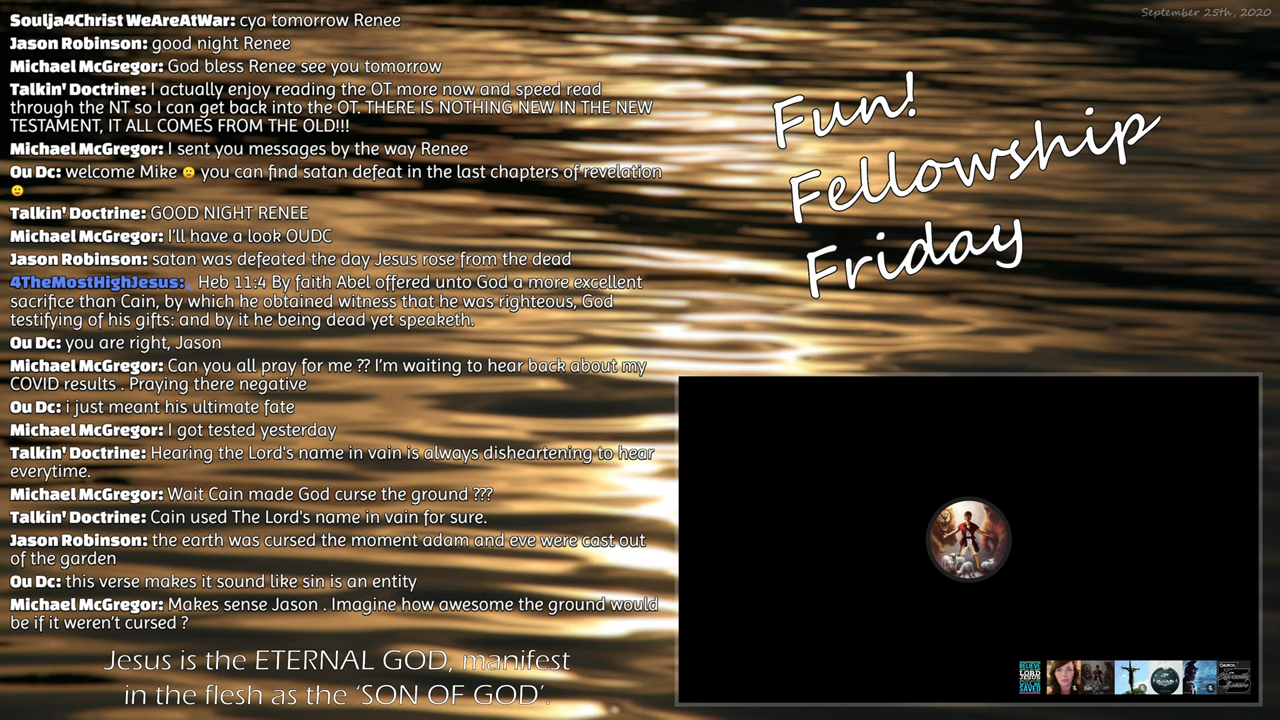 September 25th, 2020
Soulja4Christ WeAreAtWar: cya tomorrow Renee
Jason Robinson: good night Renee
Michael McGregor: God bless Renee see you tomorrow
Talkin' Doctrine: I actually enjoy reading the OT more now and speed read
through the NT so I can get back into the OT. THERE IS NOTHING NEW IN THE NEW
TESTAMENT, IT ALL COMES FROM THE OLD!!!
Michael McGregor: I sent you messages by the way Renee
Ou Dc: welcome Mike 🙂 you can find satan defeat in the last chapters of revelation
🙂
Talkin' Doctrine: GOOD NIGHT RENEE
Michael McGregor: I'll have a look OUDC
Jason Robinson: satan was defeated the day Jesus rose from the dead
4TheMostHighJesus: Heb 11:4 By faith Abel offered unto God a more excellent
sacrifice than Cain, by which he obtained witness that he was righteous, God
testifying of his gifts: and by it he being dead yet speaketh.
Ou Dc: you are right, Jason
Michael McGregor: Can you all pray for me ?? I'm waiting to hear back about my
COVID results . Praying there negative
Ou Dc: i just meant his ultimate fate
Michael McGregor: I got tested yesterday
Talkin' Doctrine: Hearing the Lord's name in vain is always disheartening to hear
everytime.
Michael McGregor: Wait Cain made God curse the ground ???
Talkin' Doctrine: Cain used The Lord's name in vain for sure.
Jason Robinson: the earth was cursed the moment adam and eve were cast out
of the garden
Ou Dc: this verse makes it sound like sin is an entity
Michael McGregor: Makes sense Jason . Imagine how awesome the ground would
be if it weren't cursed ?
Jesus is the ETERNAL GOD, manifest
in the flesh as the 'SON OF GOD'.
Fun!
Fellowship
Friday
BELIEVE
LORD
JESUS
SAVED
CHURCH